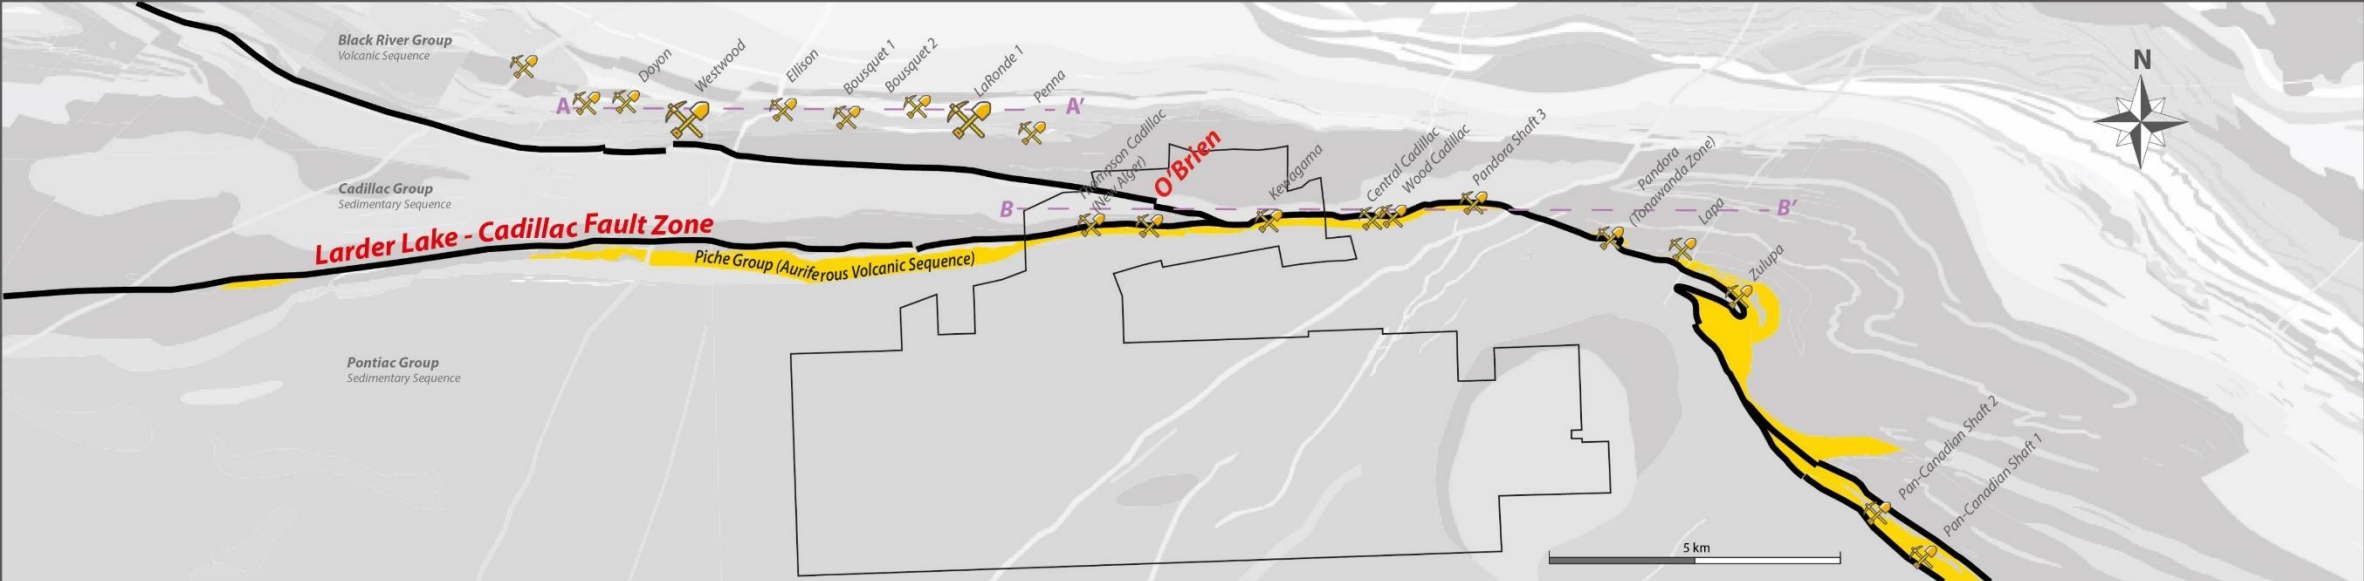 Black River Group
Volcanic Sequence
Doyon
Westwood
Ellison
Bousquet 1
Bousquet 2
LaRonde 1
Penna
A
A'
N
Cadillac Group
Sedimentary Sequence
Thompson Cadillac
(New Alger)
O'Brien
Kewagama
Central Cadillac
Wood Cadillac
Pandora Shaft 3
Pandora
(Tonawanda Zone)
Lapa
Zulupa
B
B'
Larder Lake - Cadillac Fault Zone
Piche Group (Auriferous Volcanic Sequence)
Pontiac Group
Sedimentary Sequence
Pan-Canadian Shaft 2
Pan-Canadian Shaft 1
5 km